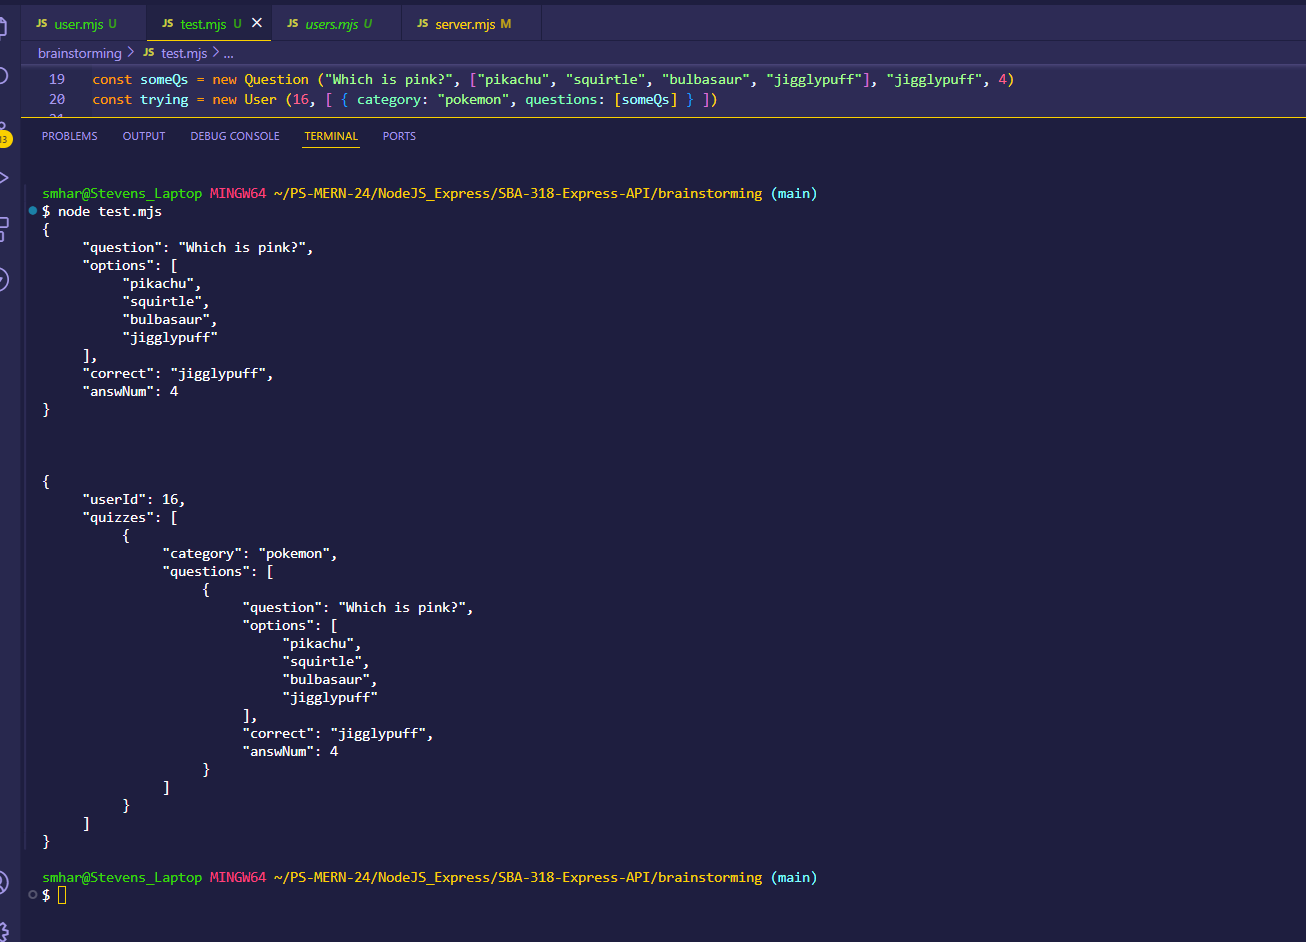 JS user.mjs U JS test.mjs U × JS users.mjs U JS server.mjs M
brainstorming > JS test.mjs > ...
19 const someQs = new Question ("Which is pink?", ["pikachu", "squirtle", "bulbasaur", "jigglypuff"], "jigglypuff", 4)
20 const trying = new User (16, [ { category: "pokemon", questions: [someQs] } ])
PROBLEMS OUTPUT DEBUG CONSOLE TERMINAL PORTS
smhar@Stevens_Laptop MINGW64 ~/PS-MERN-24/NodeJS_Express/SBA-318-Express-API/brainstorming (main)
$ node test.mjs
{
"question": "Which is pink?",
"options": [
"pikachu",
"squirtle",
"bulbasaur",
"jigglypuff"
],
"correct": "jigglypuff",
"answNum": 4
}
{
"userId": 16,
"quizzes": [
{
"category": "pokemon",
"questions": [
{
"question": "Which is pink?",
"options": [
"pikachu",
"squirtle",
"bulbasaur",
"jigglypuff"
],
"correct": "jigglypuff",
"answNum": 4
}
]
}
]
}
smhar@Stevens_Laptop MINGW64 ~/PS-MERN-24/NodeJS_Express/SBA-318-Express-API/brainstorming (main)
$